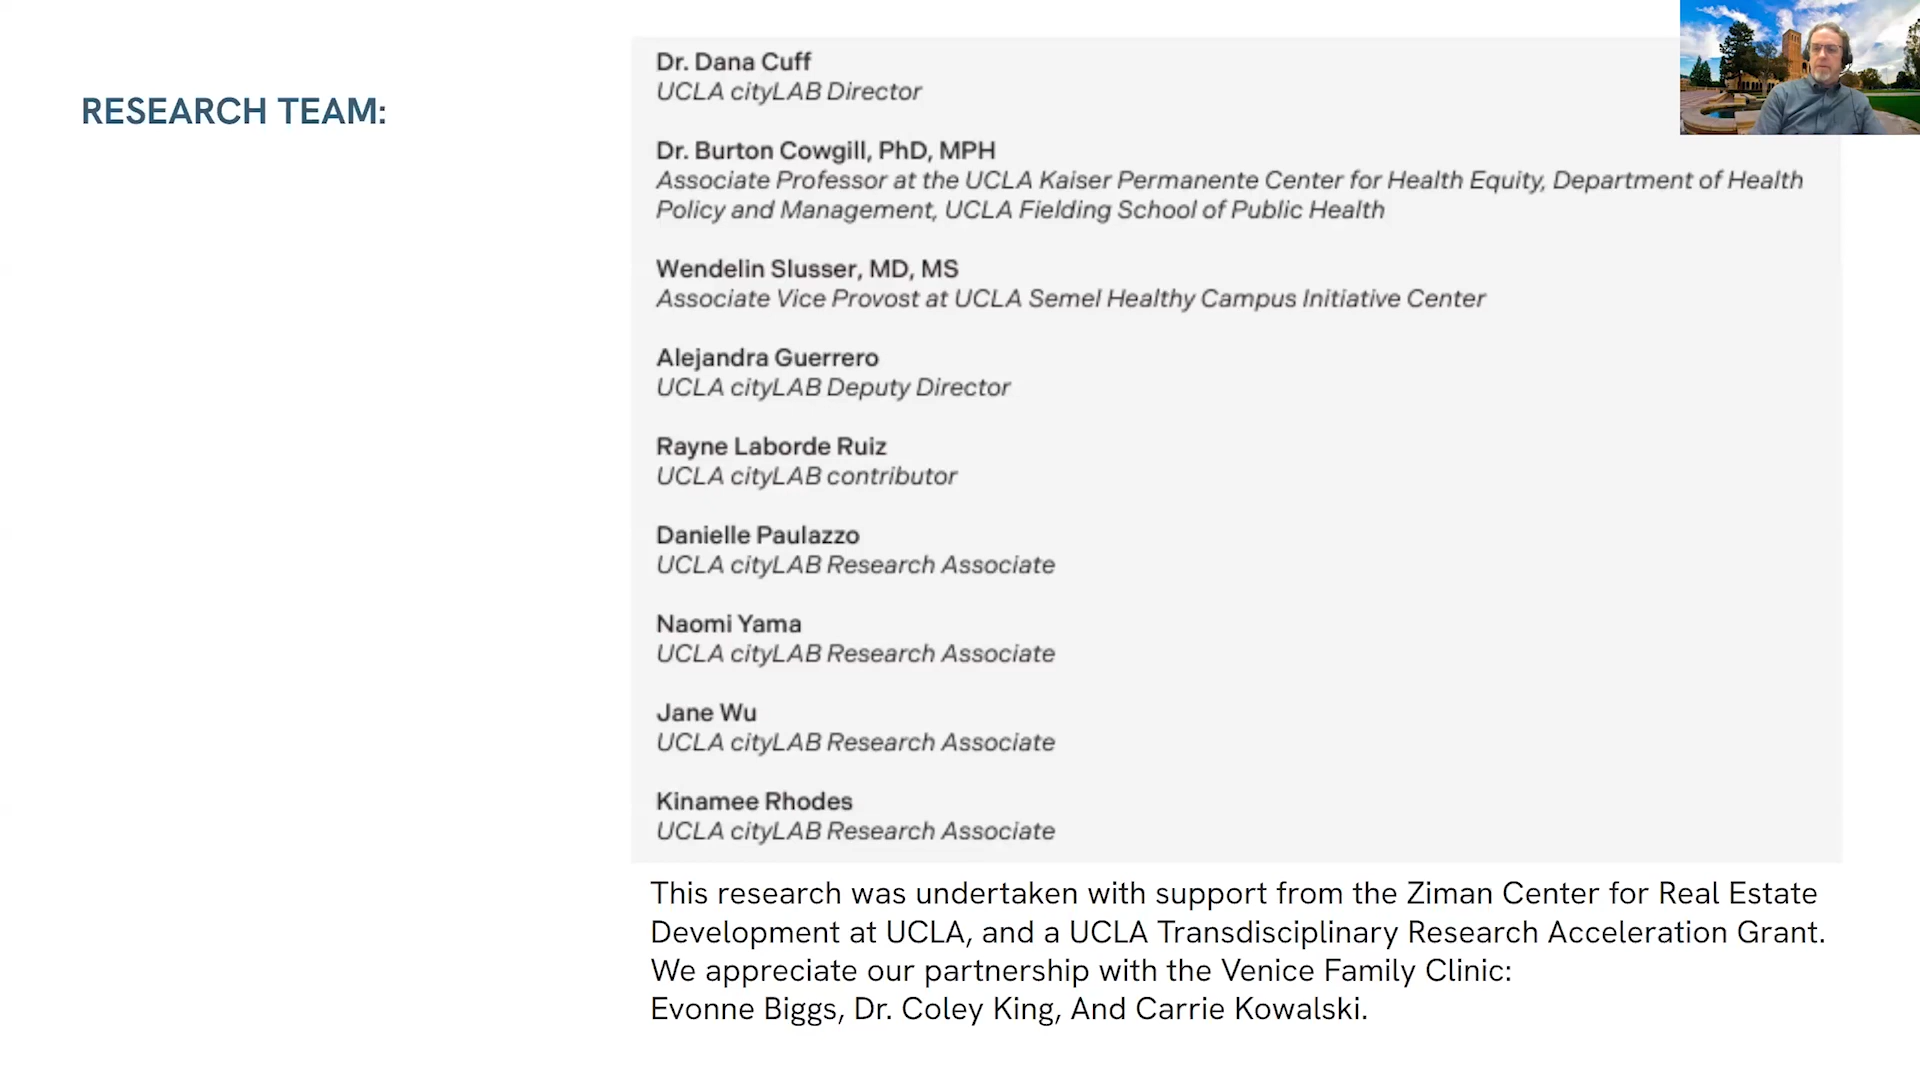 RESEARCH TEAM:
Dr. Dana Cuff
UCLA cityLAB Director
Dr. Burton Cowgill, PhD, MPH
Associate Professor at the UCLA Kaiser Permanente Center for Health Equity, Department of Health
Policy and Management, UCLA Fielding School of Public Health
Wendelin Slusser, MD, MS
Associate Vice Provost at UCLA Semel Healthy Campus Initiative Center
Alejandra Guerrero
UCLA cityLAB Deputy Director
Rayne Laborde Ruiz
UCLA cityLAB contributor
Danielle Paulazzo
UCLA cityLAB Research Associate
Naomi Yama
UCLA cityLAB Research Associate
Jane Wu
UCLA cityLAB Research Associate
Kinamee Rhodes
UCLA cityLAB Research Associate
This research was undertaken with support from the Ziman Center for Real Estate
Development at UCLA, and a UCLA Transdisciplinary Research Acceleration Grant.
We appreciate our partnership with the Venice Family Clinic:
Evonne Biggs, Dr. Coley King, And Carrie Kowalski.